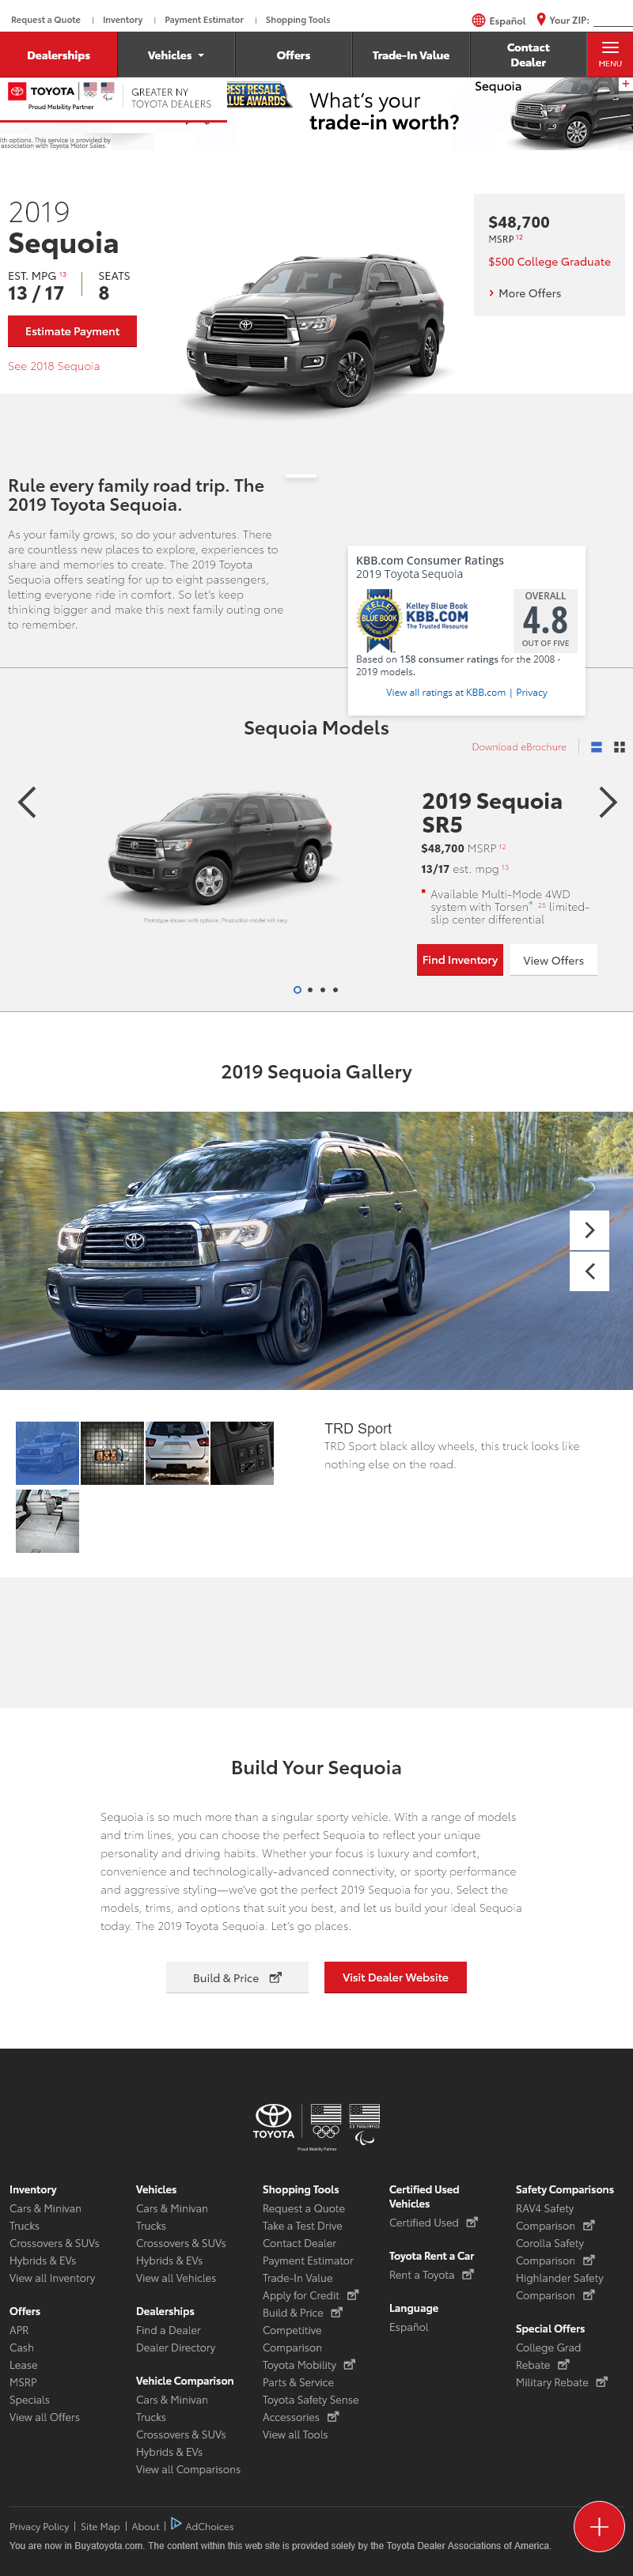 Request a Quote | Inventory | Payment Estimator | Shopping Tools
Español Your ZIP:
Dealerships Vehicles Offers Trade-In Value Contact Dealer MENU
TOYOTA
Proud Mobility Partner
GREATER NY
TOYOTA DEALERS
BEST RESALE
VALUE AWARDS
What's your
trade-in worth?
Sequoia
+
ith options. This service is provided by
association with Toyota Motor Sales.
2019
Sequoia
EST. MPG 13 SEATS
13 / 17 8
Estimate Payment
See 2018 Sequoia
$48,700
MSRP 12
$500 College Graduate
More Offers
Rule every family road trip. The
2019 Toyota Sequoia.
As your family grows, so do your adventures. There
are countless new places to explore, experiences to
share and memories to create. The 2019 Toyota
Sequoia offers seating for up to eight passengers,
letting everyone ride in comfort. So let's keep
thinking bigger and make this next family outing one
to remember.
KBB.com Consumer Ratings
2019 Toyota Sequoia
KELLEY BLUE BOOK OFFICIAL GUIDE
Kelley Blue Book
KBB.COM
The Trusted Resource
OVERALL
4.8
OUT OF FIVE
Based on 158 consumer ratings for the 2008 -
2019 models.
View all ratings at KBB.com | Privacy
Sequoia Models
Download eBrochure
2019 Sequoia
SR5
$48,700 MSRP 12
13/17 est. mpg 13
Available Multi-Mode 4WD
system with Torsen® 25 limited-
slip center differential
Prototype shown with options. Production model will vary.
Find Inventory View Offers
2019 Sequoia Gallery
TRD Sport
TRD Sport black alloy wheels, this truck looks like
nothing else on the road.
Build Your Sequoia
Sequoia is so much more than a singular sporty vehicle. With a range of models
and trim lines, you can choose the perfect Sequoia to reflect your unique
personality and driving habits. Whether your focus is luxury and comfort,
convenience and technologically-advanced connectivity, or sporty performance
and aggressive styling—we've got the perfect 2019 Sequoia for you. Select the
models, trims, and options that suit you best, and let us build your ideal Sequoia
today. The 2019 Toyota Sequoia. Let's go places.
Build & Price Visit Dealer Website
TOYOTA
Proud Mobility Partner
Inventory
Cars & Minivan
Trucks
Crossovers & SUVs
Hybrids & EVs
View all Inventory
Offers
APR
Cash
Lease
MSRP
Specials
View all Offers
Vehicles
Cars & Minivan
Trucks
Crossovers & SUVs
Hybrids & EVs
View all Vehicles
Dealerships
Find a Dealer
Dealer Directory
Vehicle Comparison
Cars & Minivan
Trucks
Crossovers & SUVs
Hybrids & EVs
View all Comparisons
Shopping Tools
Request a Quote
Take a Test Drive
Contact Dealer
Payment Estimator
Trade-In Value
Apply for Credit
Build & Price
Competitive
Comparison
Toyota Mobility
Parts & Service
Toyota Safety Sense
Accessories
View all Tools
Certified Used
Vehicles
Certified Used
Toyota Rent a Car
Rent a Toyota
Language
Español
Safety Comparisons
RAV4 Safety
Comparison
Corolla Safety
Comparison
Highlander Safety
Comparison
Special Offers
College Grad
Rebate
Military Rebate
Privacy Policy | Site Map | About | AdChoices
You are now in Buyatoyota.com. The content within this web site is provided solely by the Toyota Dealer Associations of America.